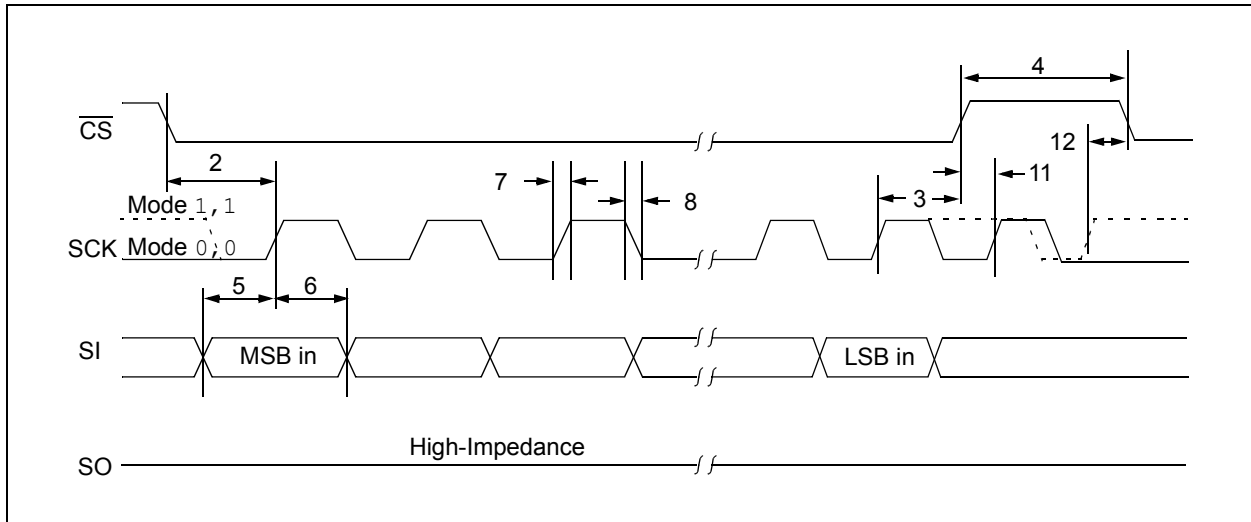 4
CS
12
2
7
11
3
8
Mode 1,1
SCK Mode 0,0
5
6
SI
MSB in
LSB in
High-Impedance
SO